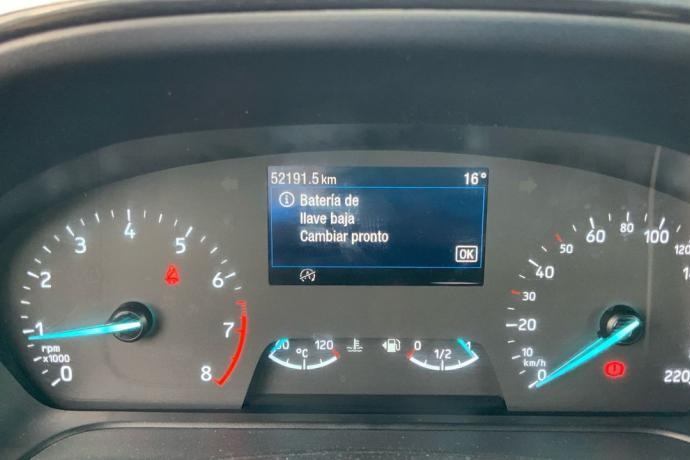 52191.5 km 16°
Batería de
llave baja
Cambiar pronto
OK
0 1 2 3 4 5 6 7 8
rpm
x1000
°C 120
0 1/2 1
0 10 20 30 40 50 60 80 100 220
km/h